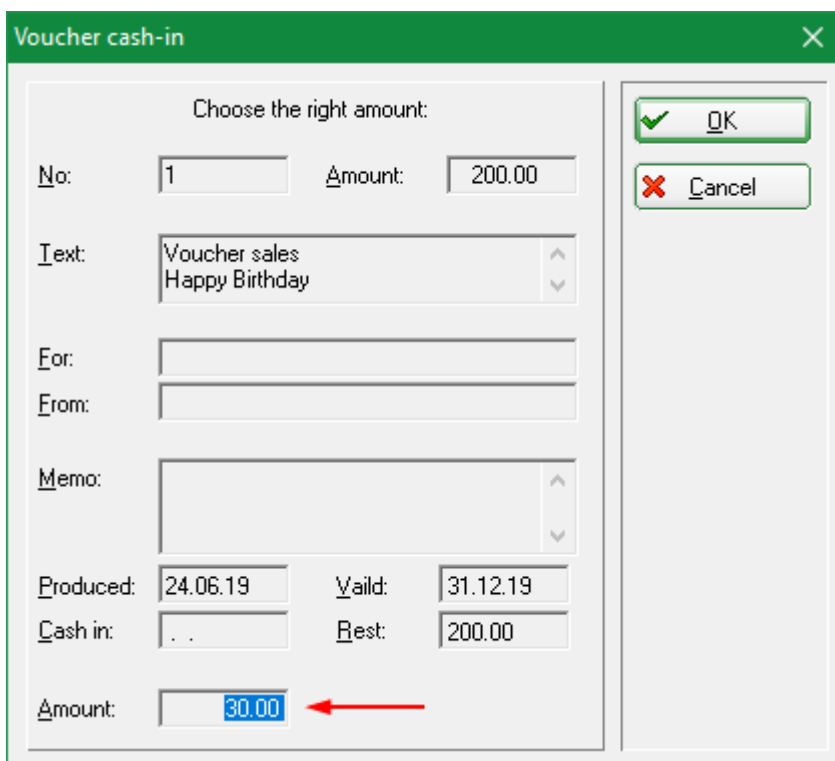 Voucher cash-in
Choose the right amount:
No: 1 Amount: 200.00
Text: Voucher sales
Happy Birthday
For:
From:
Memo:
Produced: 24.06.19 Vaild: 31.12.19
Cash in: . . Rest: 200.00
Amount: 30.00
OK
Cancel